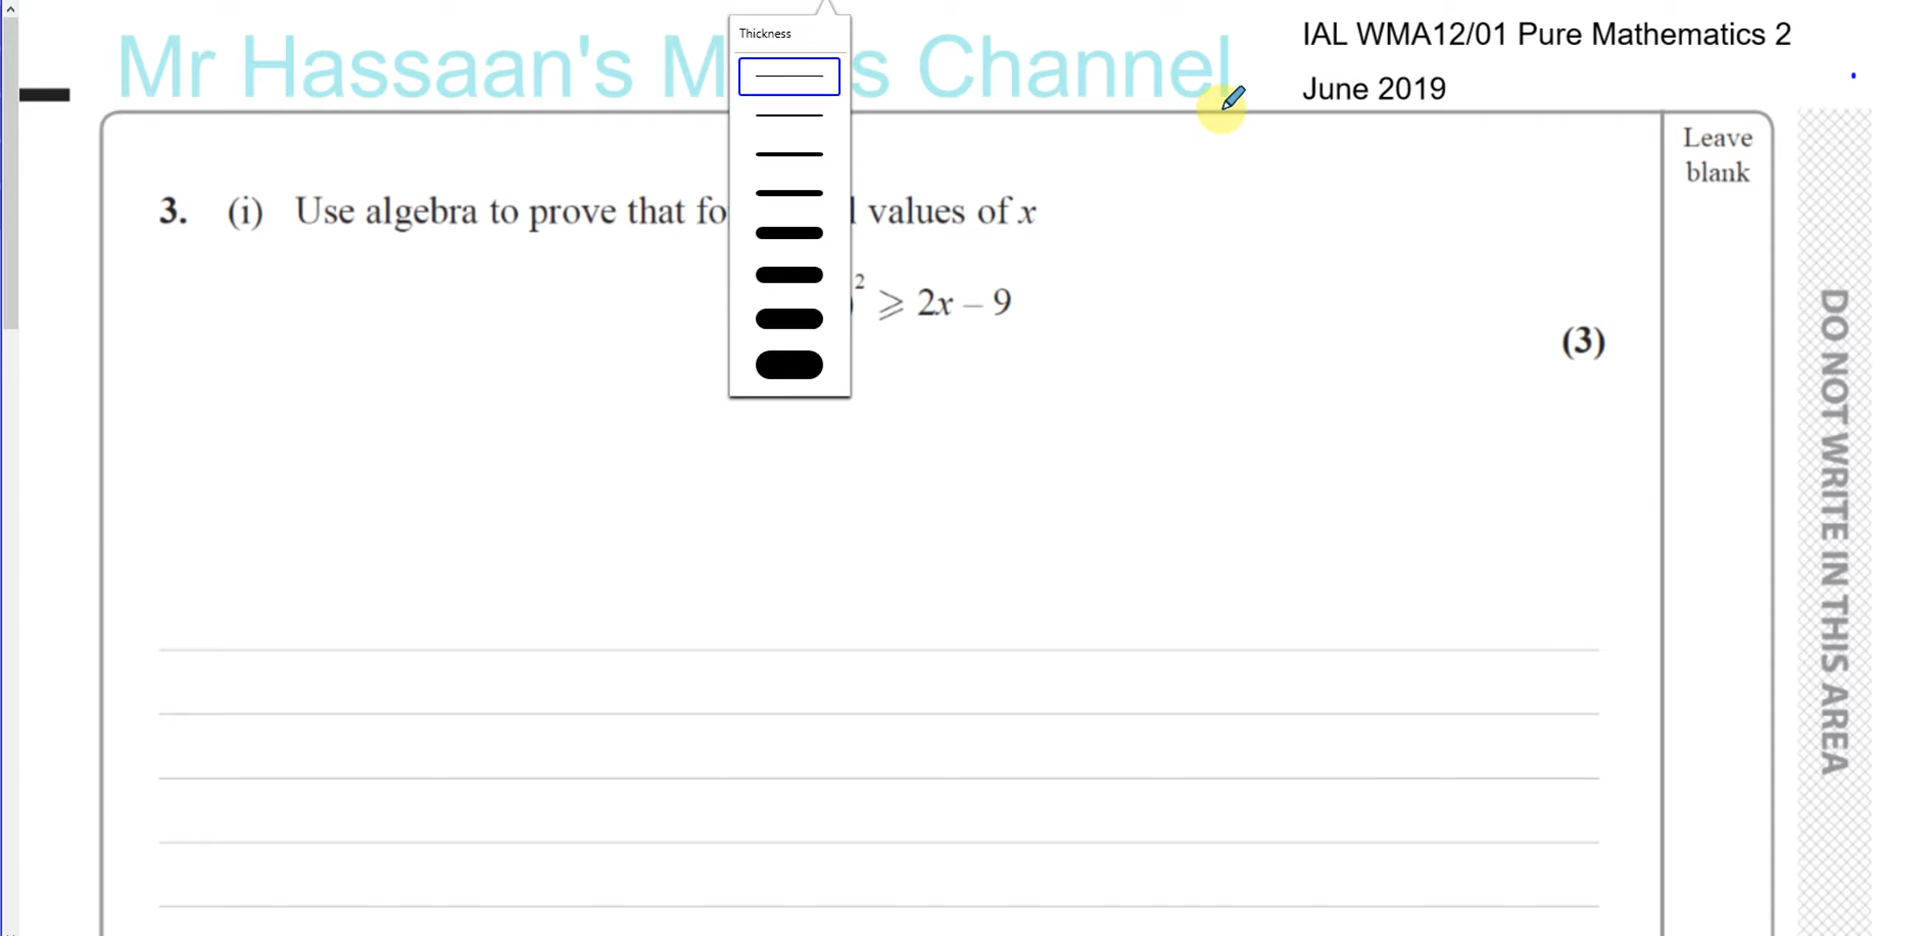 Mr Hassaan's M s Channel
IAL WMA12/01 Pure Mathematics 2
June 2019
Thickness
Leave
blank
3. (i) Use algebra to prove that fo l values of x
2 ⩾ 2x – 9
(3)
DO NOT WRITE IN THIS AREA